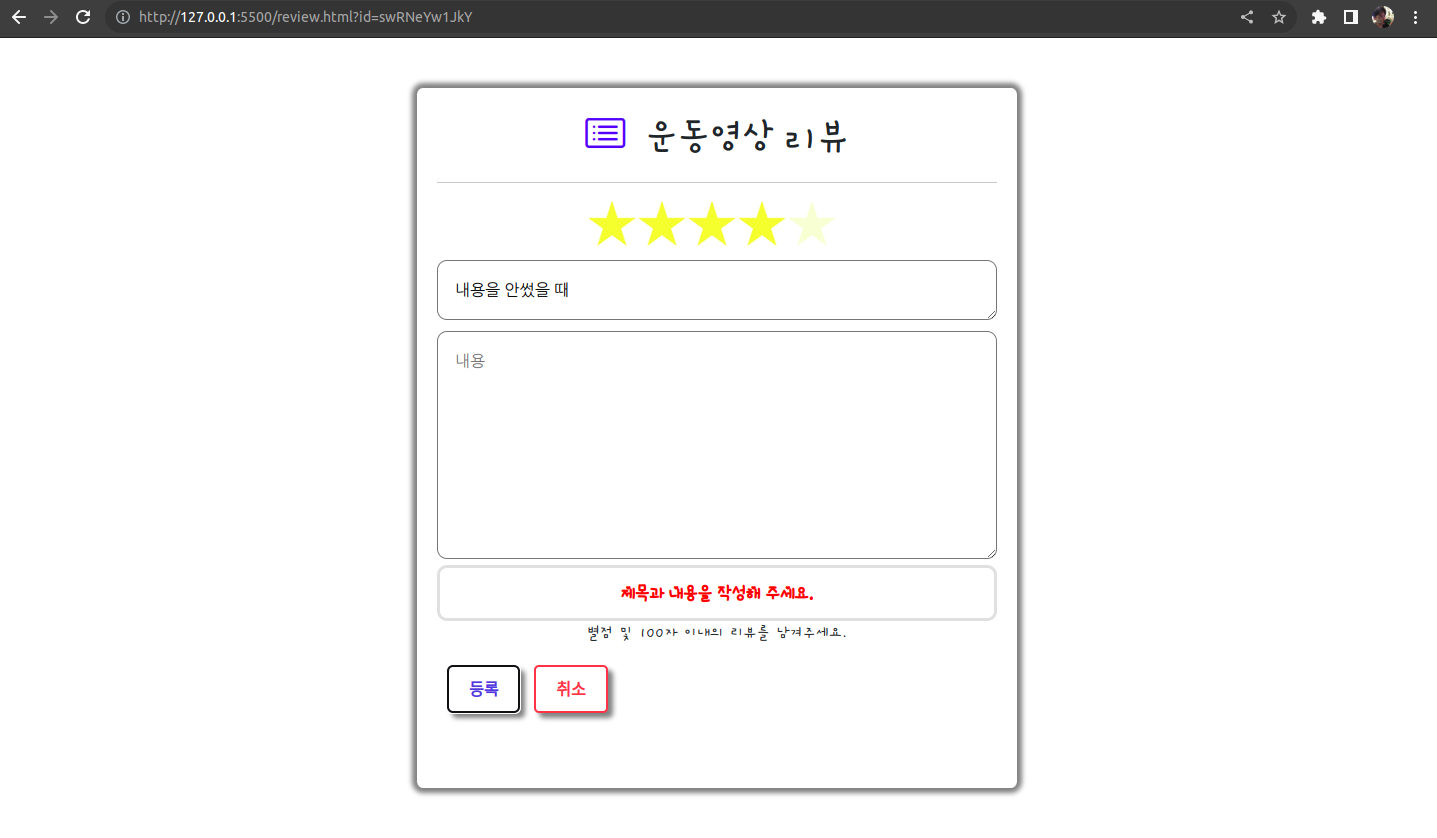 http://127.0.0.1:5500/review.html?id=swRNeYw1JkY
운동영상 리뷰
내용을 안썼을 때
내용
제목과 내용을 작성해 주세요.
별점 및 100자 이내의 리뷰를 남겨주세요.
등록 취소